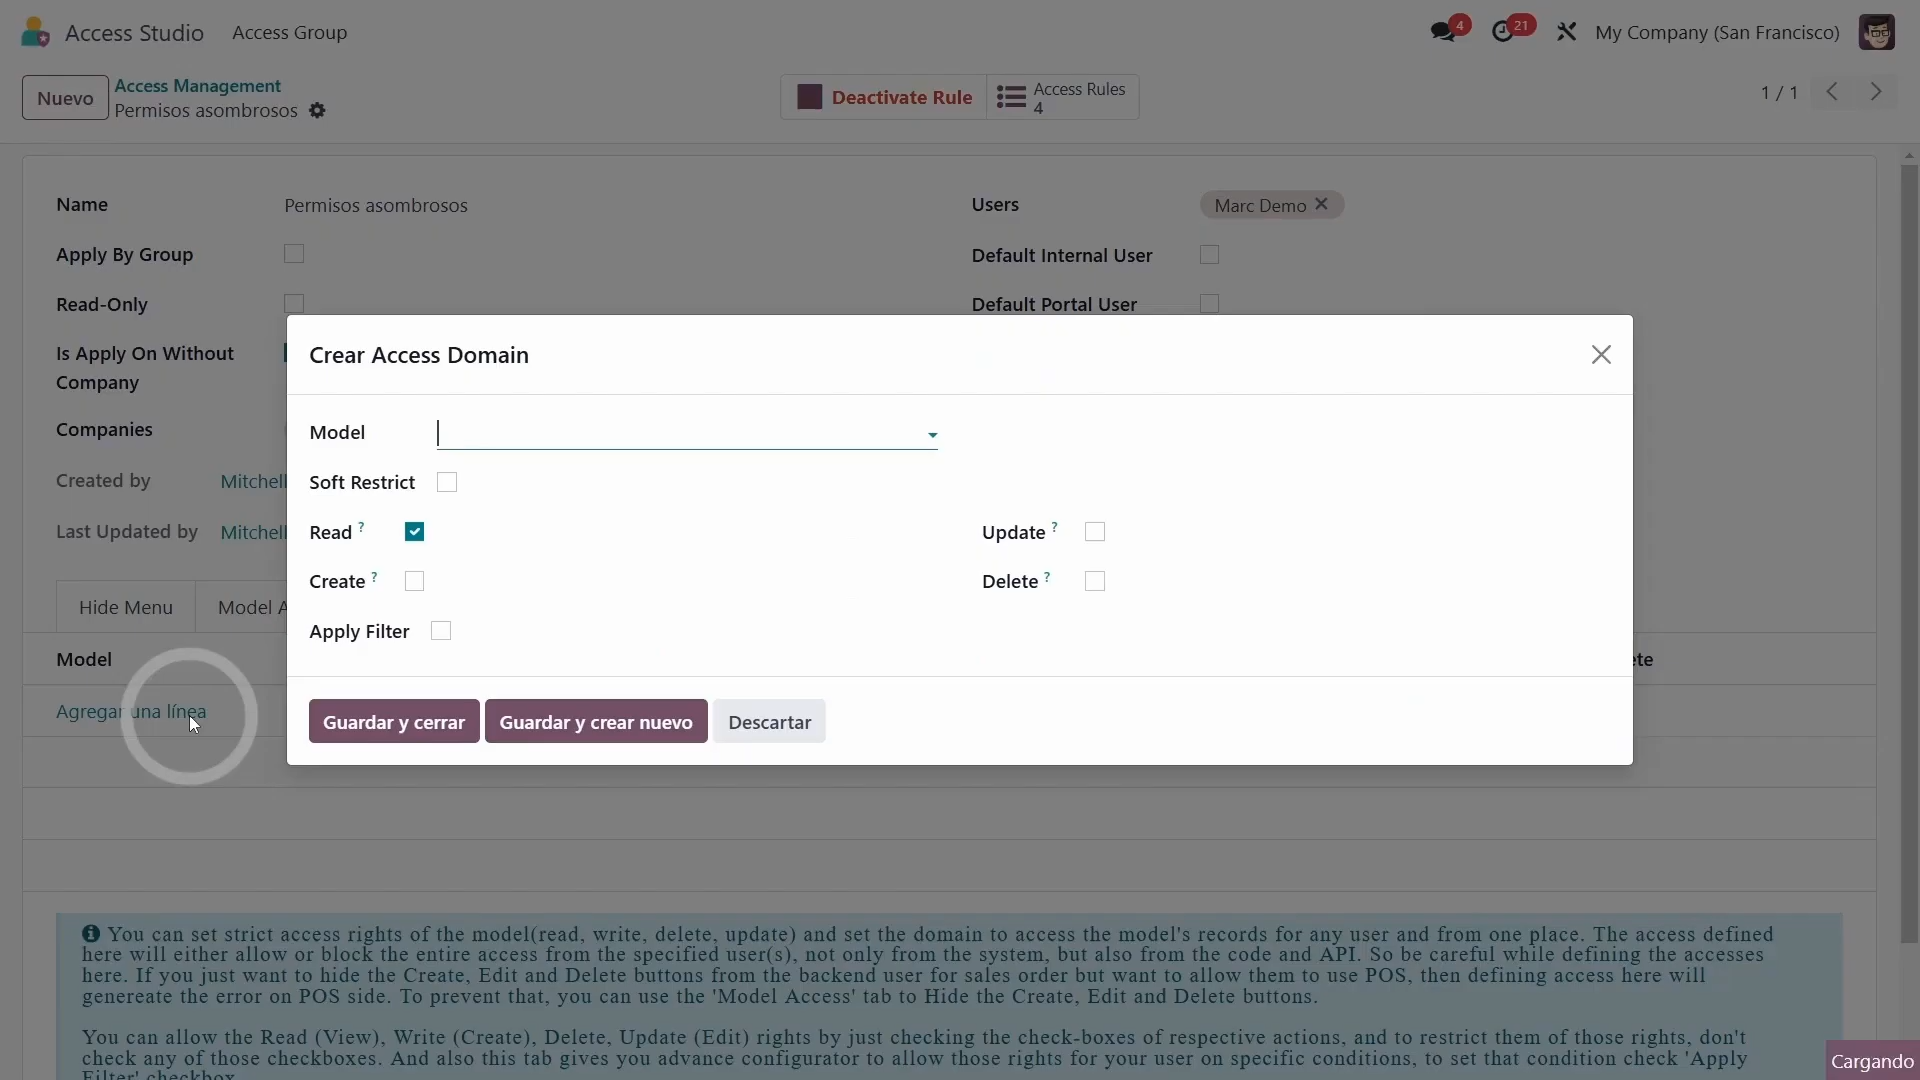 Access Studio
Access Group
4
21
My Company (San Francisco)
Nuevo
Access Management
Permisos asombrosos
Deactivate Rule
Access Rules
4
1 / 1
Name
Permisos asombrosos
Users
Marc Demo
Apply By Group
Default Internal User
Read-Only
Default Portal User
Is Apply On Without
Company
Companies
Created by
Mitchell
Last Updated by
Mitchell
Crear Access Domain
Model
Soft Restrict
Read ?
Update ?
Create ?
Delete ?
Apply Filter
Guardar y cerrar
Guardar y crear nuevo
Descartar
Hide Menu
Model A
Model
ete
Agregar una línea
You can set strict access rights of the model(read, write, delete, update) and set the domain to access the model's records for any user and from one place. The access defined
here will either allow or block the entire access from the specified user(s), not only from the system, but also from the code and API. So be careful while defining the accesses
here. If you just want to hide the Create, Edit and Delete buttons from the backend user for sales order but want to allow them to use POS, then defining access here will
genereate the error on POS side. To prevent that, you can use the 'Model Access' tab to Hide the Create, Edit and Delete buttons.
You can allow the Read (View), Write (Create), Delete, Update (Edit) rights by just checking the check-boxes of respective actions, and to restrict them of those rights, don't
check any of those checkboxes. And also this tab gives you advance configurator to allow those rights for your user on specific conditions, to set that condition check 'Apply
Filter' checkbox
Cargando